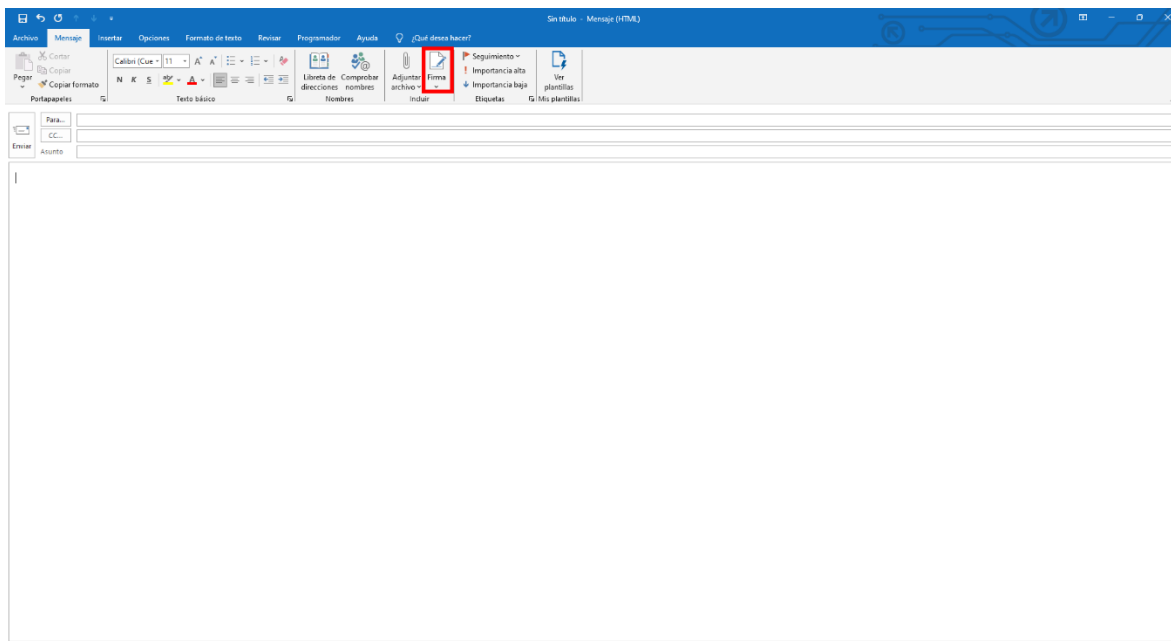 Sin título - Mensaje (HTML)
Archivo Mensaje Insertar Opciones Formato de texto Revisar Programador Ayuda ¿Qué desea hacer?
Pegar
Cortar
Copiar
Copiar formato
Portapapeles
Calibri (Cue 11
N K S
Texto básico
Libreta de direcciones
Comprobar nombres
Nombres
Adjuntar archivo
Firma
Incluir
Seguimiento
Importancia alta
Importancia baja
Etiquetas
Ver plantillas
Mis plantillas
Enviar
Para...
CC...
Asunto